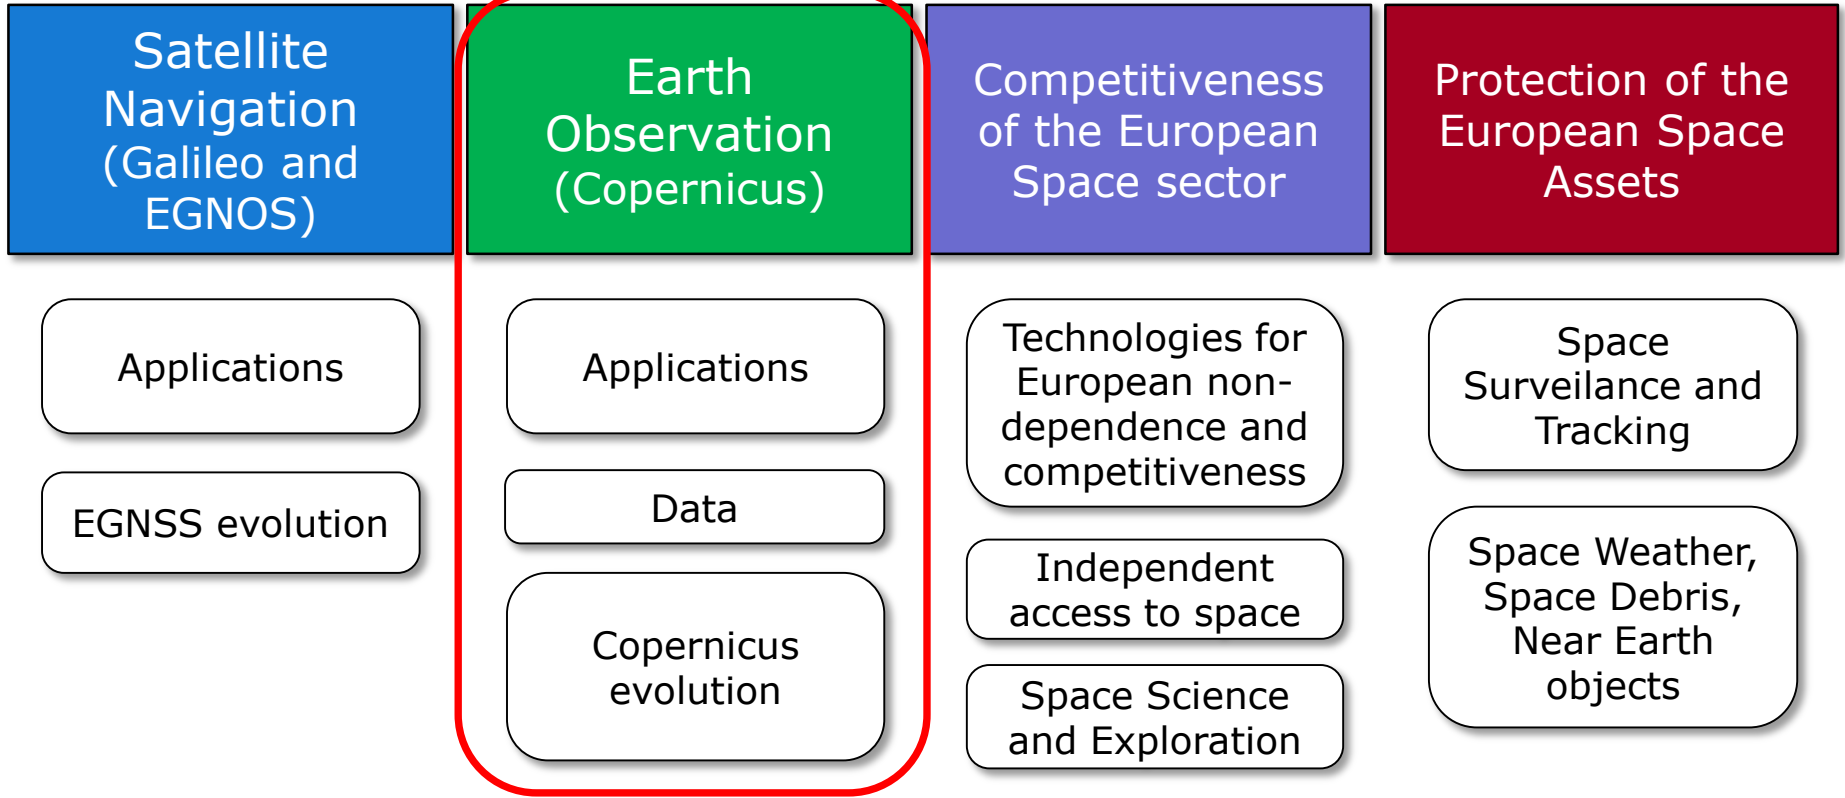 Satellite
Navigation
(Galileo and
EGNOS)
Applications
EGNSS evolution
Earth
Observation
(Copernicus)
Applications
Data
Copernicus
evolution
Competitiveness
of the European
Space sector
Technologies for
European non-
dependence and
competitiveness
Independent
access to space
Space Science
and Exploration
Protection of the
European Space
Assets
Space
Surveilance and
Tracking
Space Weather,
Space Debris,
Near Earth
objects